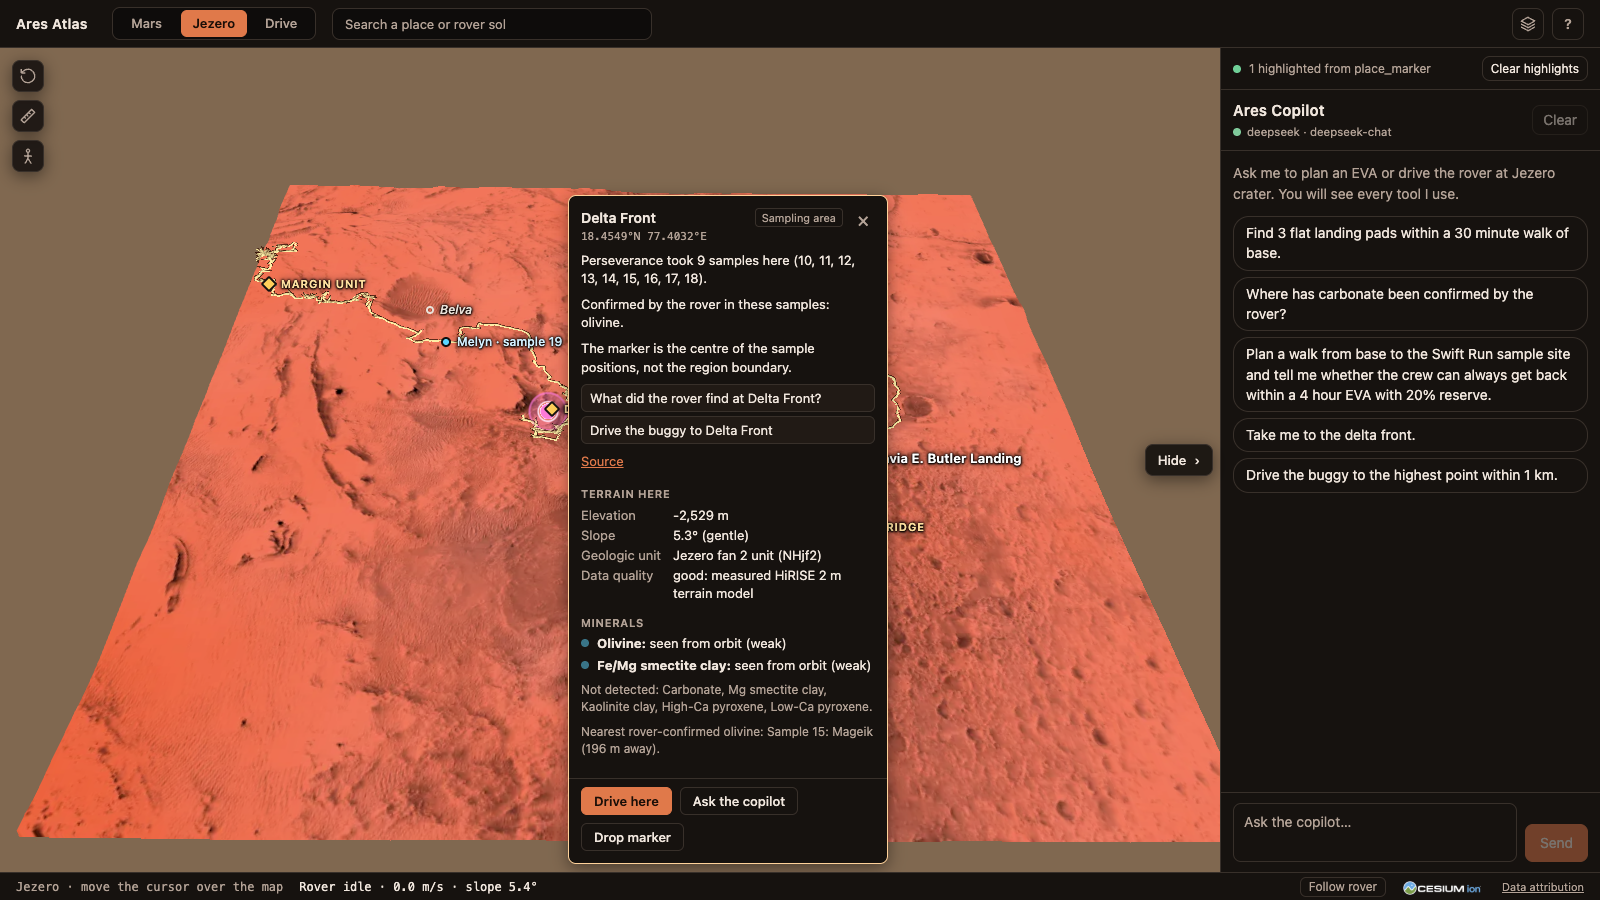 Ares Atlas
Mars
Jezero
Drive
Search a place or rover sol
?
1 highlighted from place_marker
Clear highlights
Ares Copilot
deepseek · deepseek-chat
Clear
Ask me to plan an EVA or drive the rover at Jezero
crater. You will see every tool I use.
Find 3 flat landing pads within a 30 minute walk of
base.
Where has carbonate been confirmed by the
rover?
Plan a walk from base to the Swift Run sample site
and tell me whether the crew can always get back
within a 4 hour EVA with 20% reserve.
Take me to the delta front.
Drive the buggy to the highest point within 1 km.
Hide ›
MARGIN UNIT
Belva
Melyn · sample 19
Delta Front
Sampling area
18.4549°N 77.4032°E
Perseverance took 9 samples here (10, 11, 12,
13, 14, 15, 16, 17, 18).
Confirmed by the rover in these samples:
olivine.
The marker is the centre of the sample
positions, not the region boundary.
What did the rover find at Delta Front?
Drive the buggy to Delta Front
Source
TERRAIN HERE
Elevation -2,529 m
Slope 5.3° (gentle)
Geologic unit Jezero fan 2 unit (NHjf2)
Data quality good: measured HiRISE 2 m
terrain model
MINERALS
Olivine: seen from orbit (weak)
Fe/Mg smectite clay: seen from orbit (weak)
Not detected: Carbonate, Mg smectite clay,
Kaolinite clay, High-Ca pyroxene, Low-Ca pyroxene.
Nearest rover-confirmed olivine: Sample 15: Mageik
(196 m away).
Drive here
Ask the copilot
Drop marker
via E. Butler Landing
RIDGE
Ask the copilot...
Send
Jezero · move the cursor over the map Rover idle · 0.0 m/s · slope 5.4°
Follow rover
CESIUM ion
Data attribution